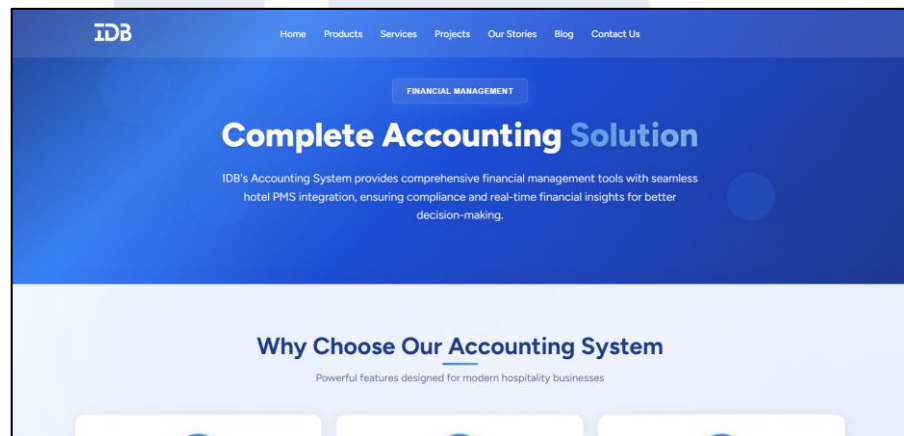 IDB
Home Products Services Projects Our Stories Blog Contact Us
FINANCIAL MANAGEMENT
Complete Accounting Solution
IDB's Accounting System provides comprehensive financial management tools with seamless
hotel PMS integration, ensuring compliance and real-time financial insights for better
decision-making.
Why Choose Our Accounting System
Powerful features designed for modern hospitality businesses